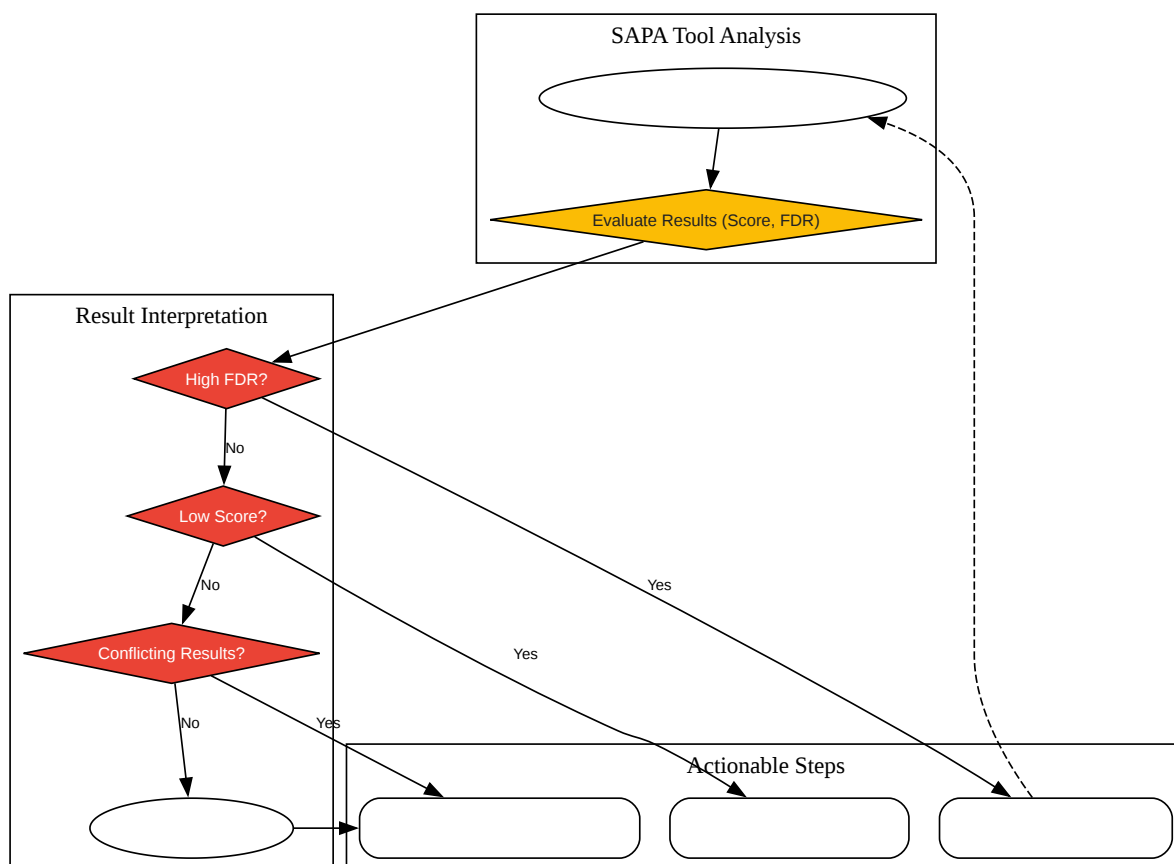 SAPA Tool Analysis
Evaluate Results (Score, FDR)
Result Interpretation
High FDR?
No
Low Score?
Yes
No
Conflicting Results?
Yes
No
Yes
Actionable Steps